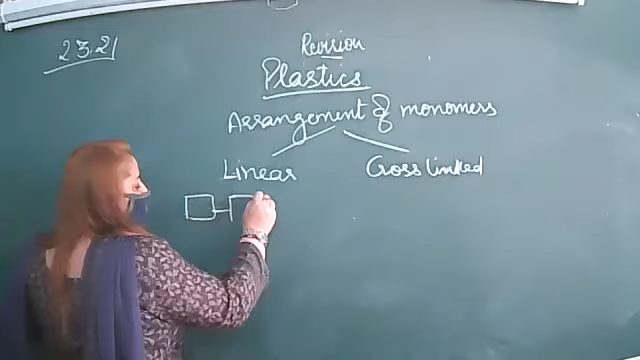 23.21
Revision
Plastics
Arrangement of monomers
Linear
Cross linked